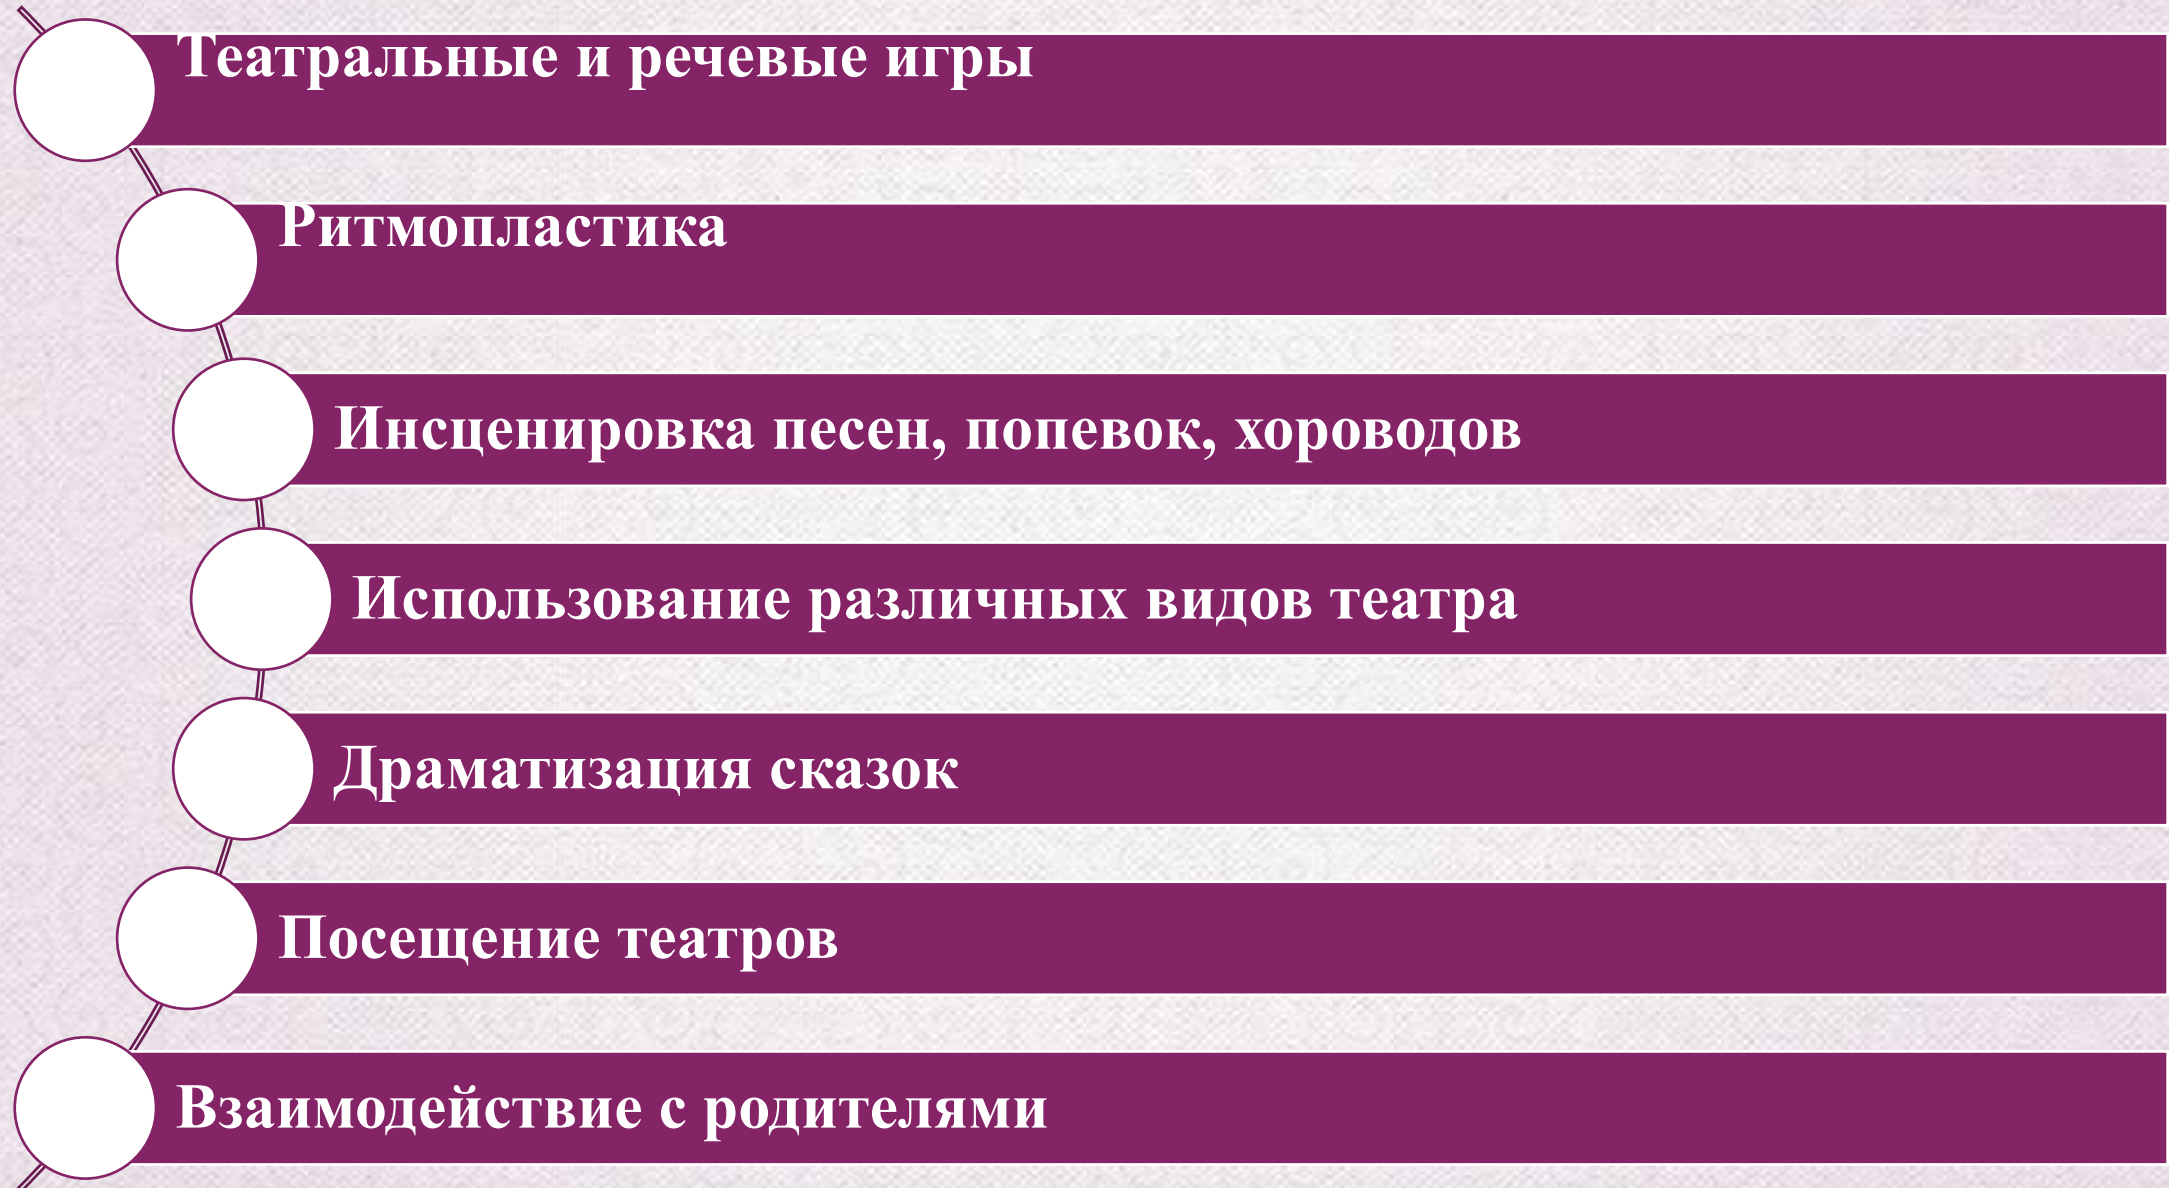 Театральные и речевые игры
Ритмопластика
Инсценировка песен, попевок, хороводов
Использование различных видов театра
Драматизация сказок
Посещение театров
Взаимодействие с родителями